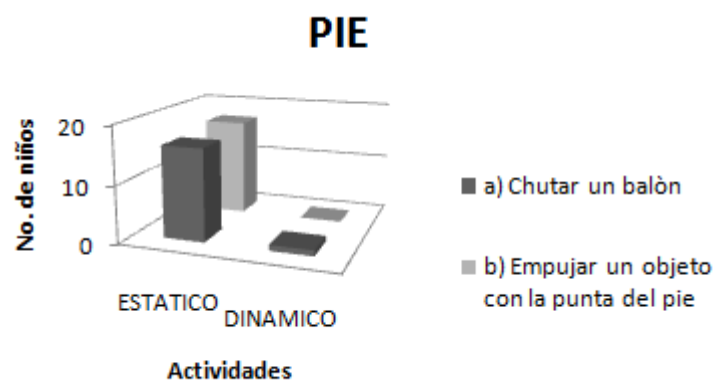 PIE
No. de niños
20
10
0
ESTATICO
DINAMICO
Actividades
a) Chutar un balòn
b) Empujar un objeto
con la punta del pie